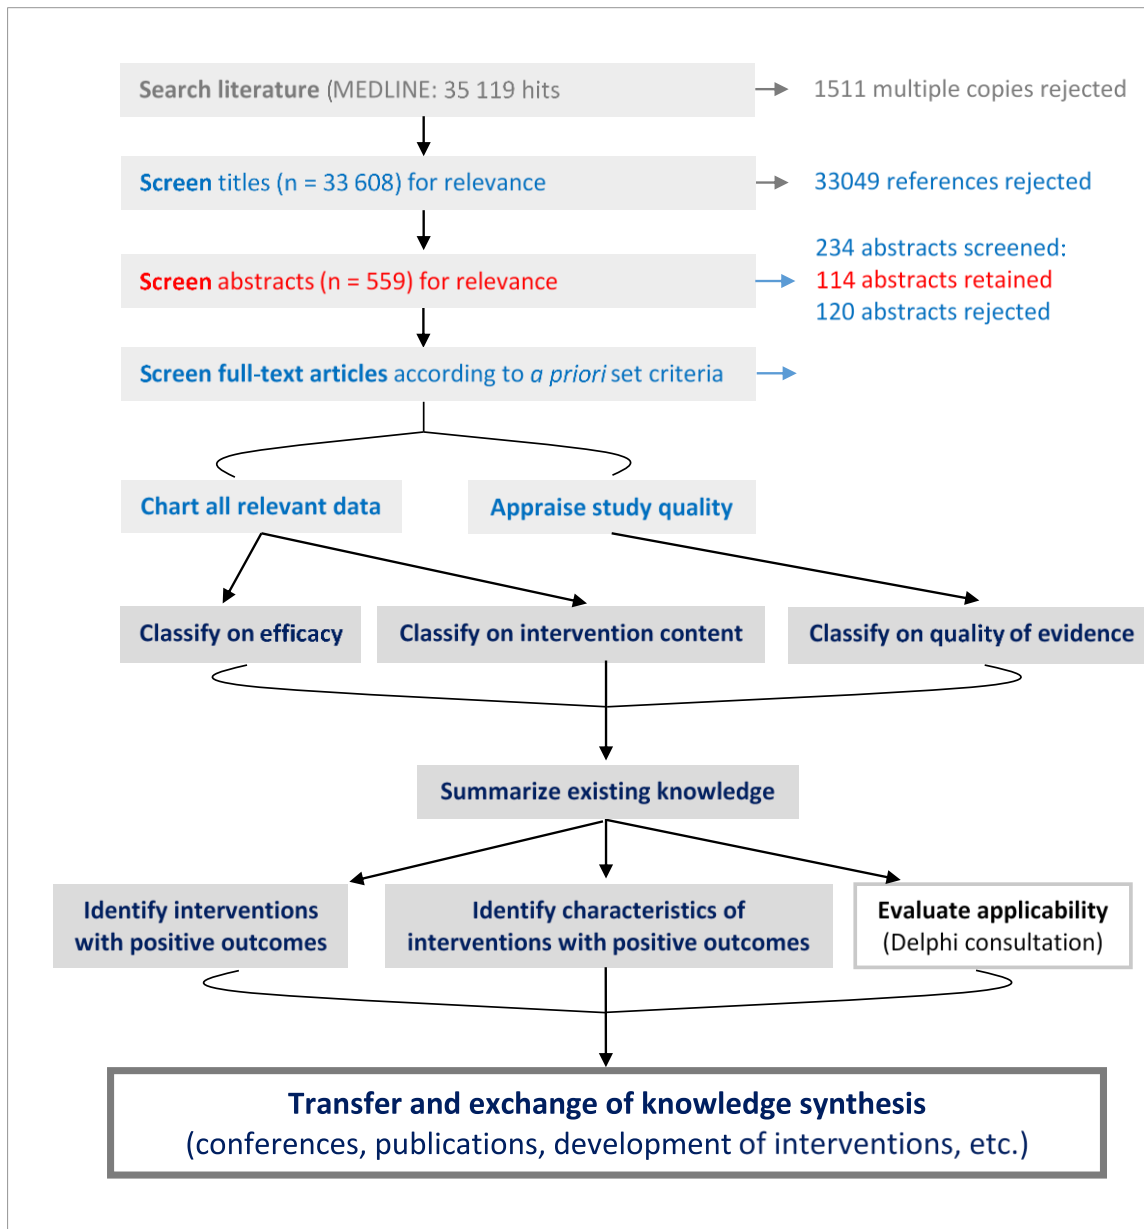 Search literature (MEDLINE: 35 119 hits
1511 multiple copies rejected
Screen titles (n = 33 608) for relevance
33049 references rejected
Screen abstracts (n = 559) for relevance
234 abstracts screened:
114 abstracts retained
120 abstracts rejected
Screen full-text articles according to a priori set criteria
Chart all relevant data
Appraise study quality
Classify on efficacy
Classify on intervention content
Classify on quality of evidence
Summarize existing knowledge
Identify interventions
with positive outcomes
Identify characteristics of
interventions with positive outcomes
Evaluate applicability
(Delphi consultation)
Transfer and exchange of knowledge synthesis
(conferences, publications, development of interventions, etc.)